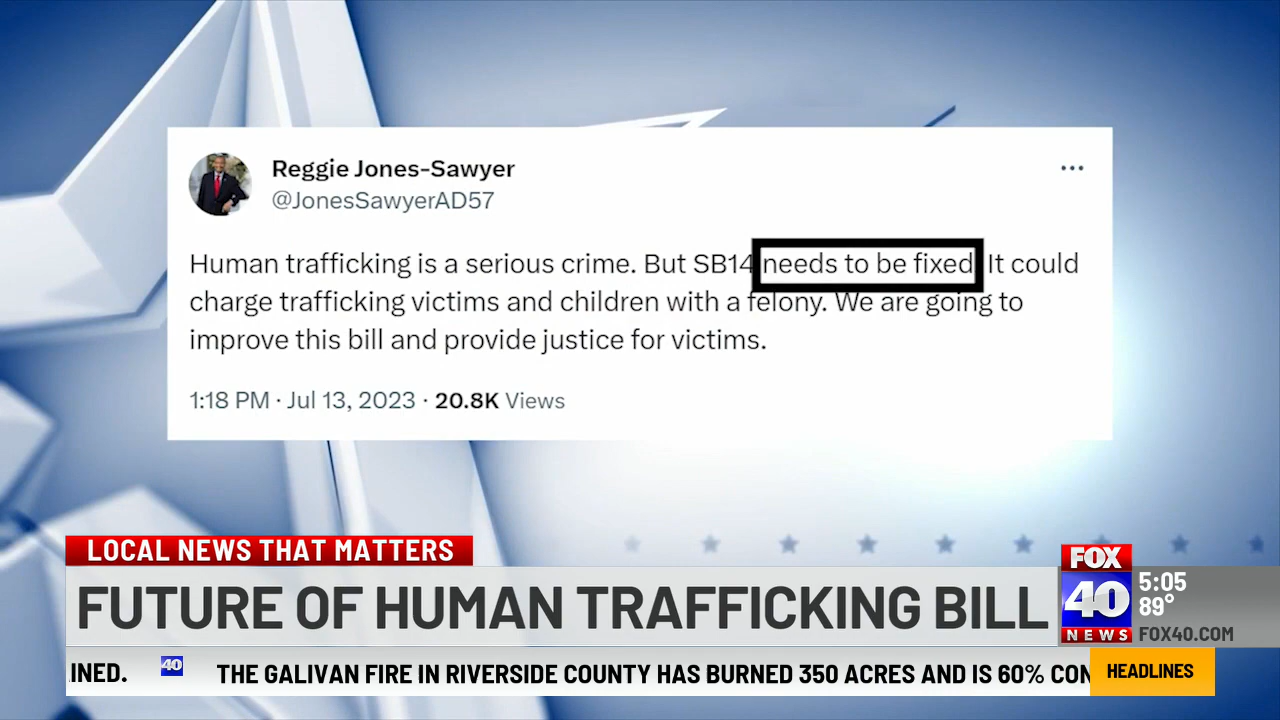 Reggie Jones-Sawyer
@JonesSawyerAD57
Human trafficking is a serious crime. But SB14 needs to be fixed. It could
charge trafficking victims and children with a felony. We are going to
improve this bill and provide justice for victims.
1:18 PM · Jul 13, 2023 · 20.8K Views
LOCAL NEWS THAT MATTERS
FUTURE OF HUMAN TRAFFICKING BILL
FOX
40
NEWS
5:05
89°
FOX40.COM
INED. 40 THE GALIVAN FIRE IN RIVERSIDE COUNTY HAS BURNED 350 ACRES AND IS 60% CON
HEADLINES